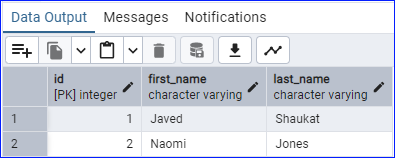 Data Output Messages Notifications
id first_name last_name
[PK] integer character varying character varying
1 1 Javed Shaukat
2 2 Naomi Jones